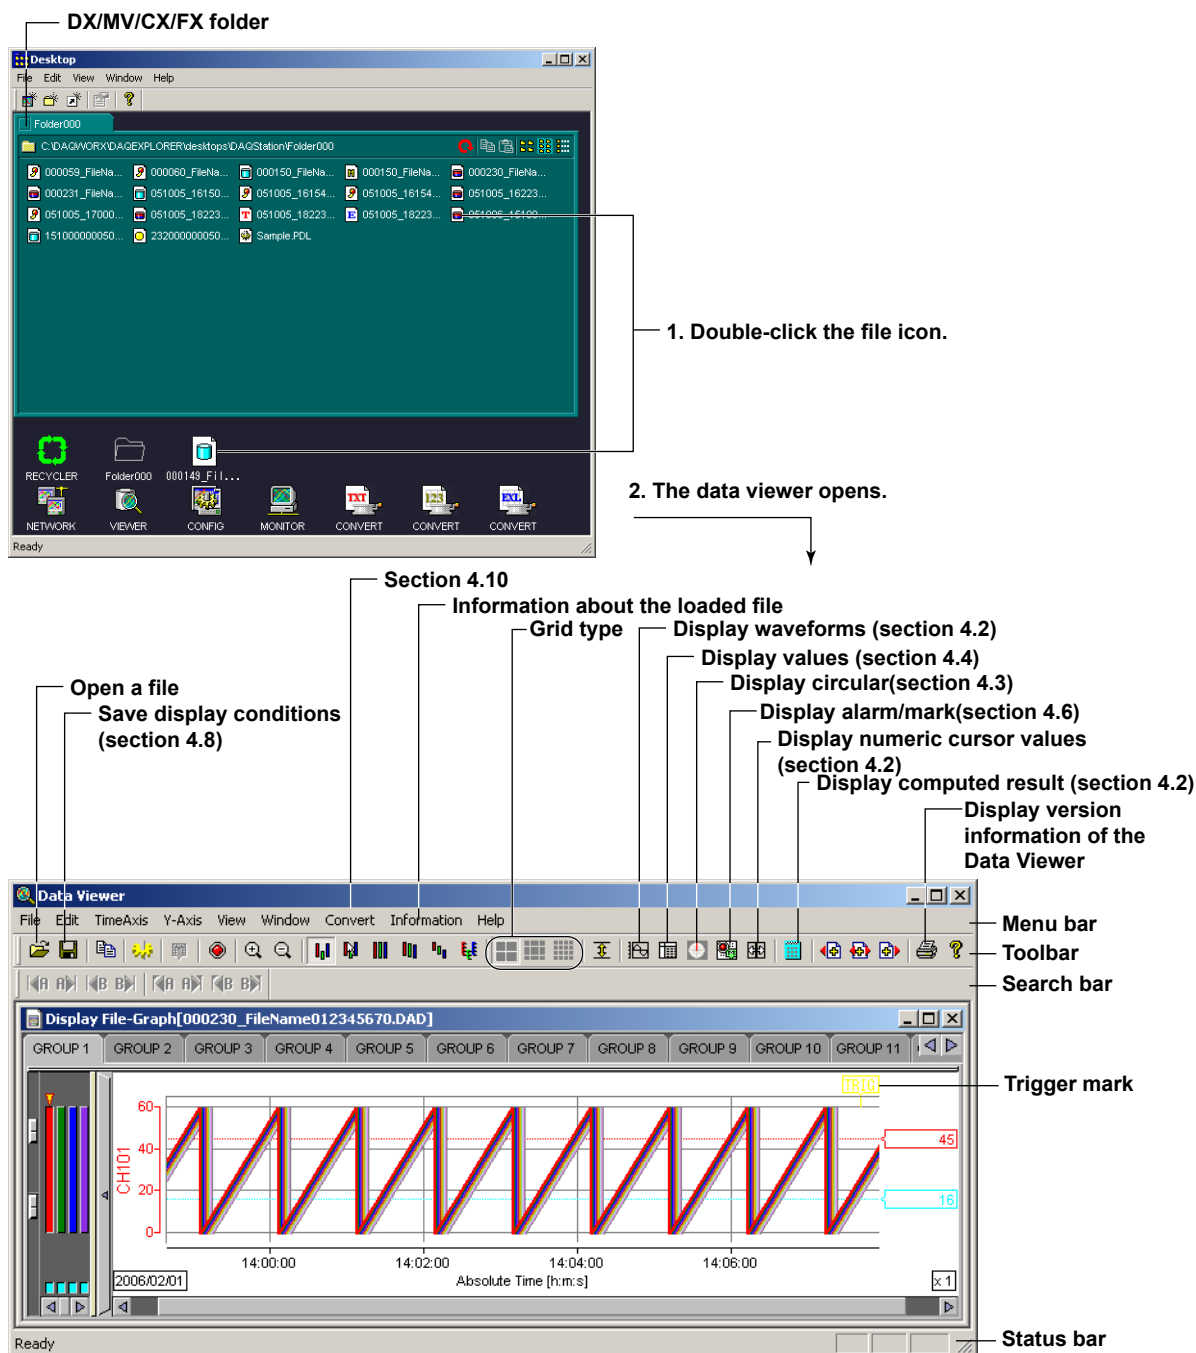 DX/MV/CX/FX folder
Desktop
File Edit View Window Help
Folder000
C:\DAQWORX\DAQEXPLORER\desktops\DAQStation\Folder000
000059_FileNa... 000060_FileNa... 000150_FileNa... 000150_FileNa... 000230_FileNa...
000231_FileNa... 051005_16150... 051005_16154... 051005_16154... 051005_16223...
051005_17000... 051005_18223... 051005_18223... 051005_18223...
151000000050... 232000000050... Sample.PDL
1. Double-click the file icon.
RECYCLER Folder000 000149_Fil...
TXT 123 EXL
NETWORK VIEWER CONFIG MONITOR CONVERT CONVERT CONVERT
Ready
2. The data viewer opens.
Section 4.10
Information about the loaded file
Grid type
Display waveforms (section 4.2)
Display values (section 4.4)
Display circular(section 4.3)
Display alarm/mark(section 4.6)
Display numeric cursor values
(section 4.2)
Display computed result (section 4.2)
Display version
information of the
Data Viewer
Open a file
Save display conditions
(section 4.8)
Data Viewer
File Edit TimeAxis Y-Axis View Window Convert Information Help
Menu bar
Toolbar
A A B B A A B B
Search bar
Display File-Graph[000230_FileName012345670.DAD]
GROUP 1 GROUP 2 GROUP 3 GROUP 4 GROUP 5 GROUP 6 GROUP 7 GROUP 8 GROUP 9 GROUP 10 GROUP 11
TRIG
Trigger mark
60
45
40
CH101
20
16
0
14:00:00 14:02:00 14:04:00 14:06:00
2006/02/01 Absolute Time [h:m:s] x 1
Ready
Status bar